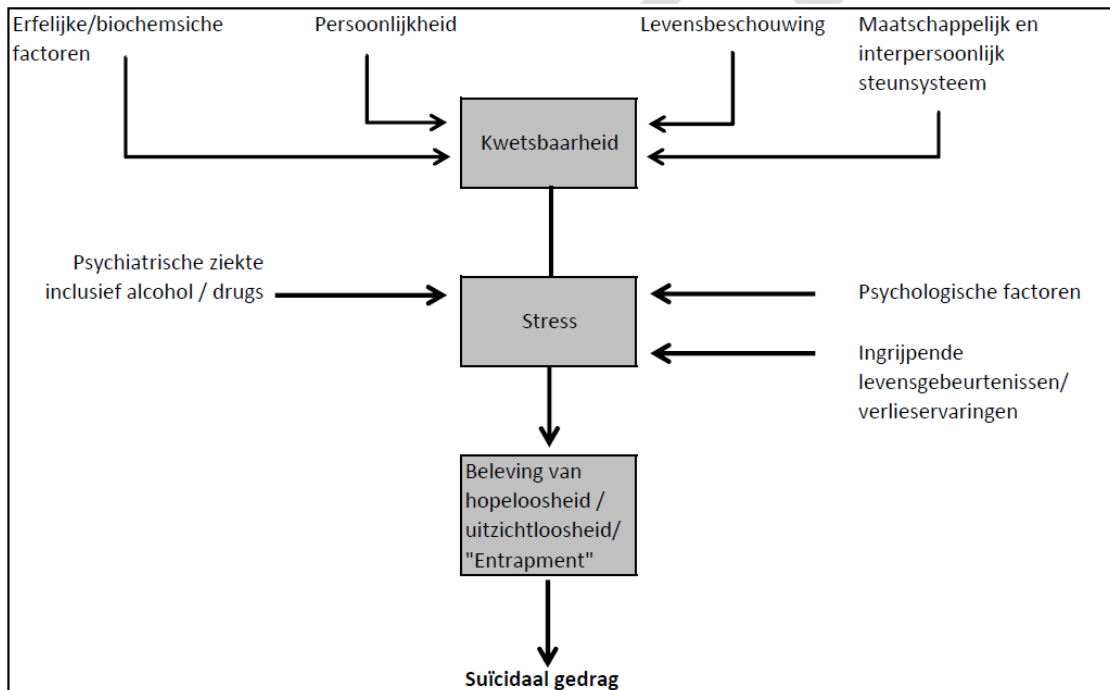 Erfelijke/biochemsiche
factoren
Persoonlijkheid
Levensbeschouwing
Maatschappelijk en
interpersoonlijk
steunsysteem
Kwetsbaarheid
Psychiatrische ziekte
inclusief alcohol / drugs
Stress
Psychologische factoren
Ingrijpende
levensgebeurtenissen/
verlieservaringen
Beleving van
hopeloosheid /
uitzichtloosheid/
"Entrapment"
Suïcidaal gedrag